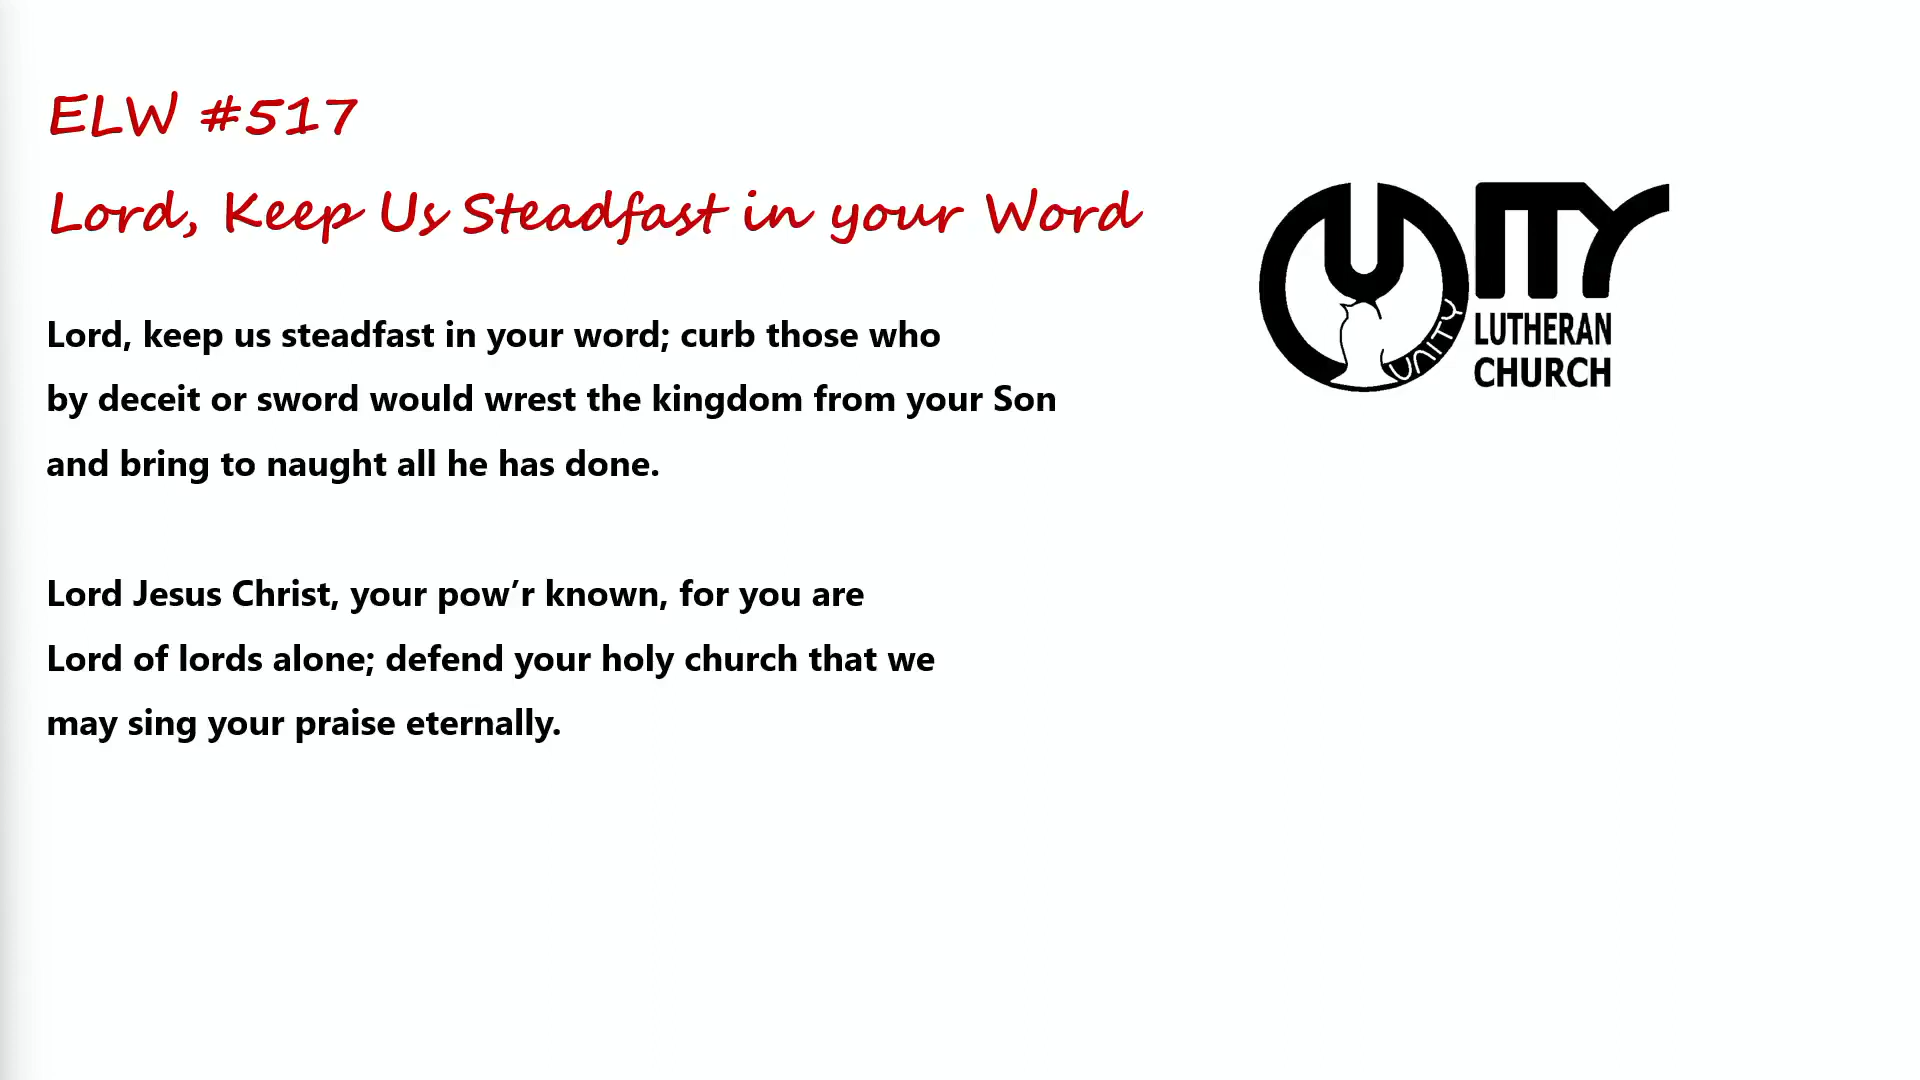 ELW #517
Lord, Keep Us Steadfast in your Word
Lord, keep us steadfast in your word; curb those who
by deceit or sword would wrest the kingdom from your Son
and bring to naught all he has done.
Lord Jesus Christ, your pow’r known, for you are
Lord of lords alone; defend your holy church that we
may sing your praise eternally.
UNITY
UNITY
LUTHERAN
CHURCH